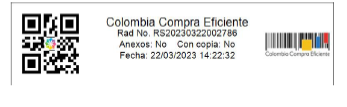 Colombia Compra Eficiente
Rad No. RS20230322002786
Anexos: No Con copia: No
Fecha: 22/03/2023 14:22:32
Colombia Compra Eficiente